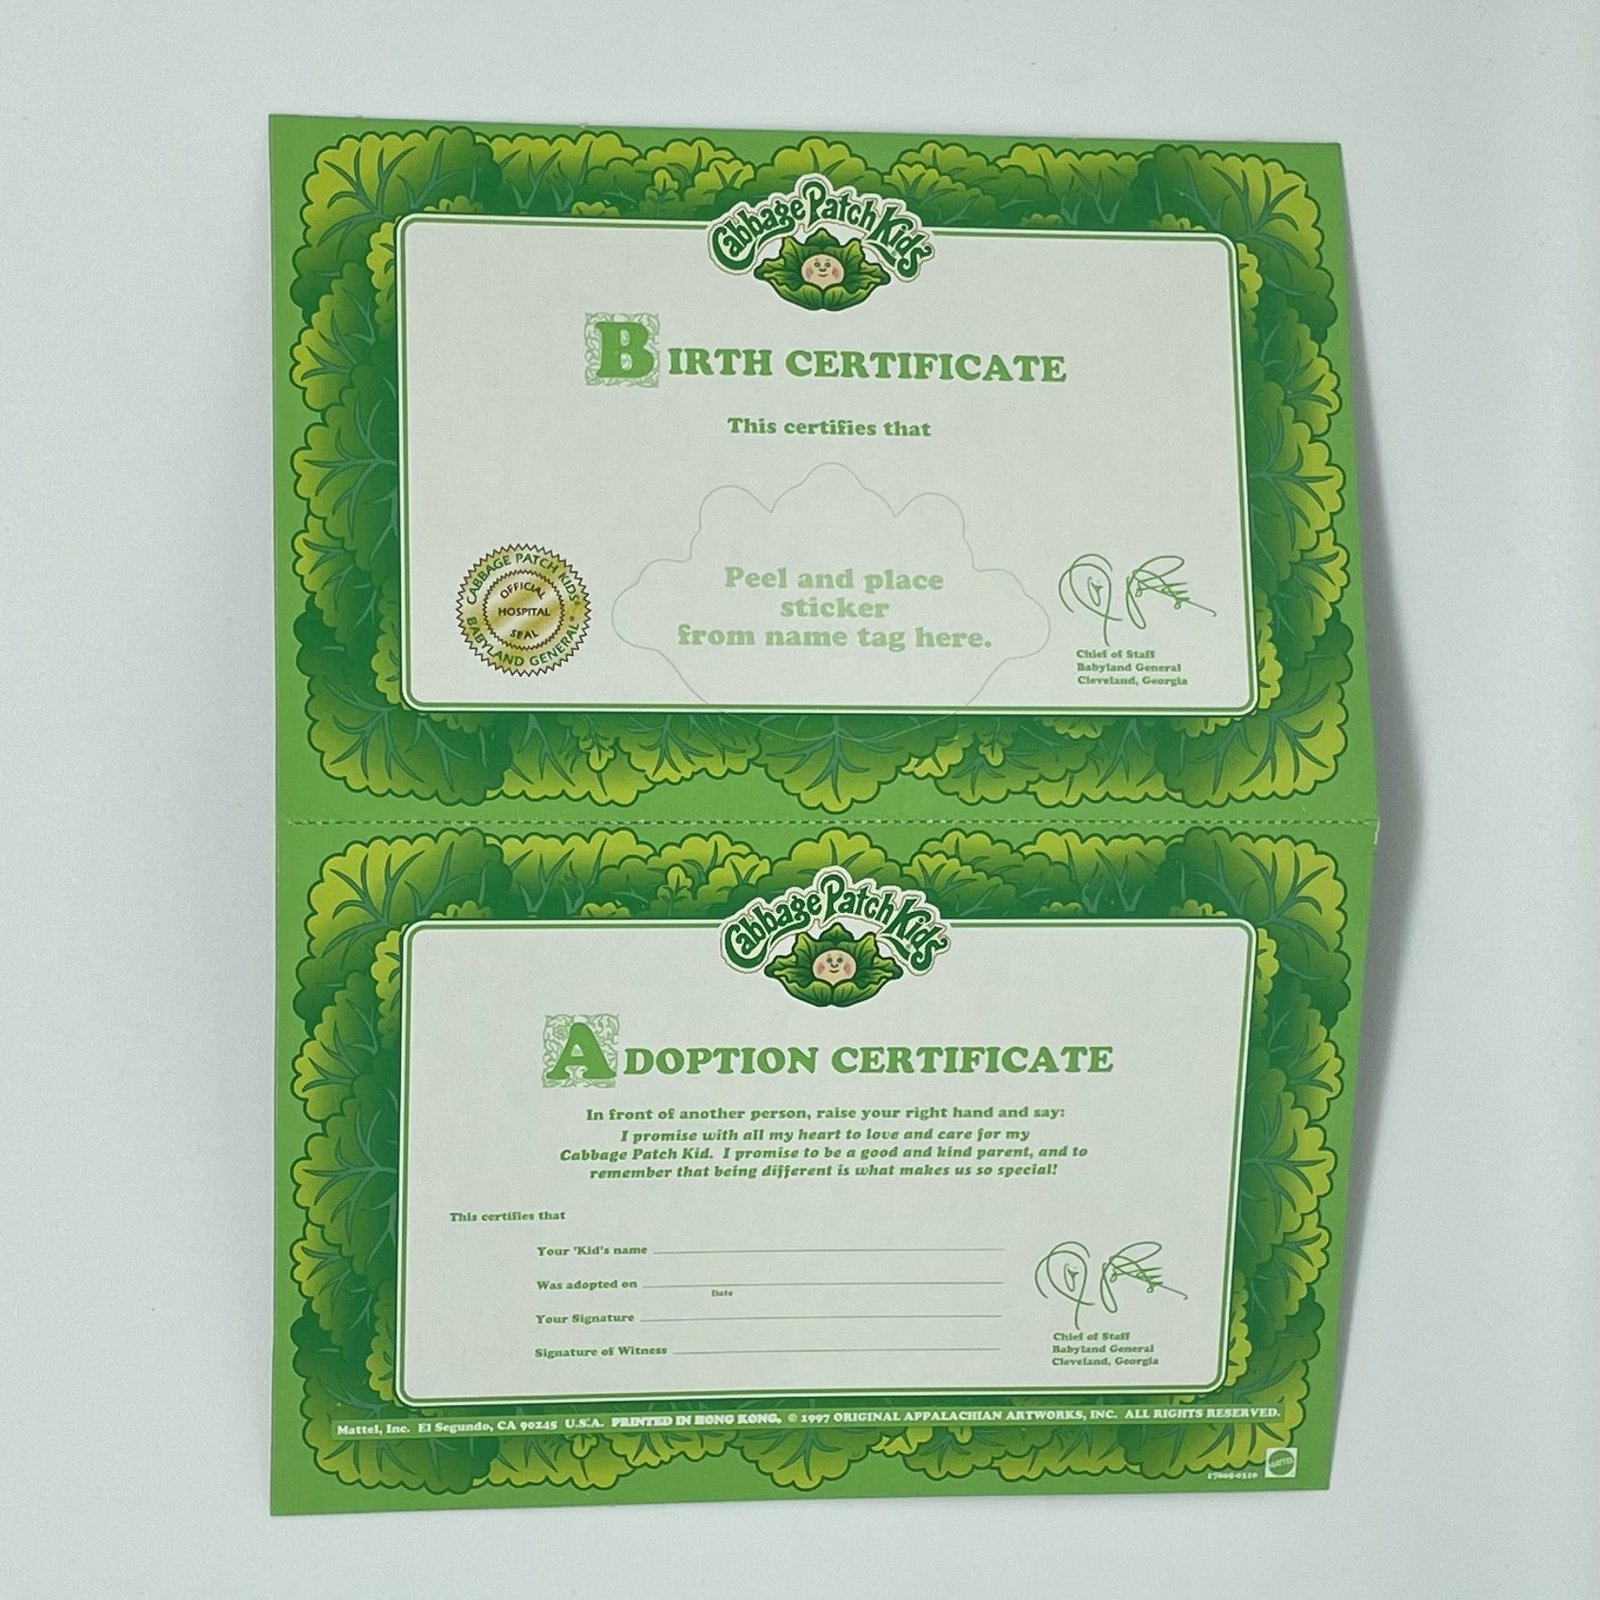 Cabbage Patch Kids
BIRTH CERTIFICATE
This certifies that
Peel and place
sticker
from name tag here.
CABBAGE PATCH KIDS®
OFFICIAL
HOSPITAL
SEAL
BABYLAND GENERAL®
Chief of Staff
Babyland General
Cleveland, Georgia
Cabbage Patch Kids
ADOPTION CERTIFICATE
In front of another person, raise your right hand and say:
I promise with all my heart to love and care for my
Cabbage Patch Kid. I promise to be a good and kind parent, and to
remember that being different is what makes us so special!
This certifies that
Your 'Kid's name
Was adopted on
Date
Your Signature
Signature of Witness
Chief of Staff
Babyland General
Cleveland, Georgia
Mattel, Inc. El Segundo, CA 90245 U.S.A. PRINTED IN HONG KONG. © 1997 ORIGINAL APPALACHIAN ARTWORKS, INC. ALL RIGHTS RESERVED.
MATTEL